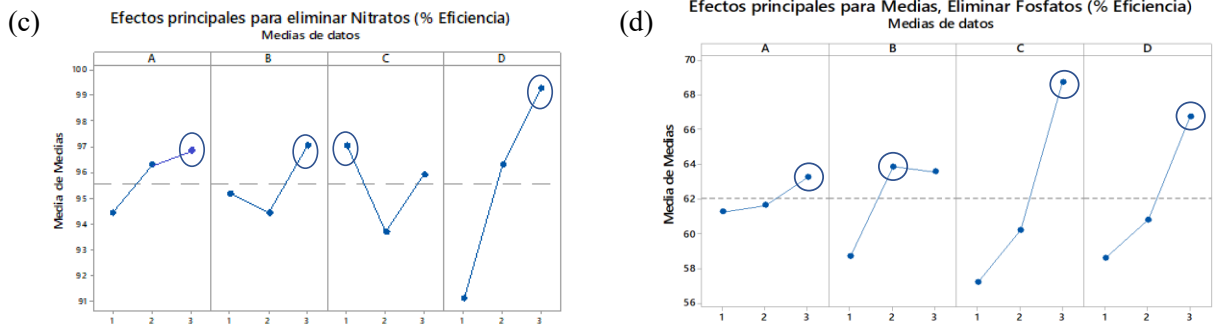 (c)
Efectos principales para eliminar Nitratos (% Eficiencia)
Medias de datos
A B C D
Media de Medias
100
99
98
97
96
95
94
93
92
91
1 2 3 1 2 3 1 2 3 1 2 3
(d)
Efectos principales para Medias, Eliminar Fosfatos (% Eficiencia)
Medias de datos
A B C D
Media de Medias
70
68
66
64
62
60
58
56
1 2 3 1 2 3 1 2 3 1 2 3